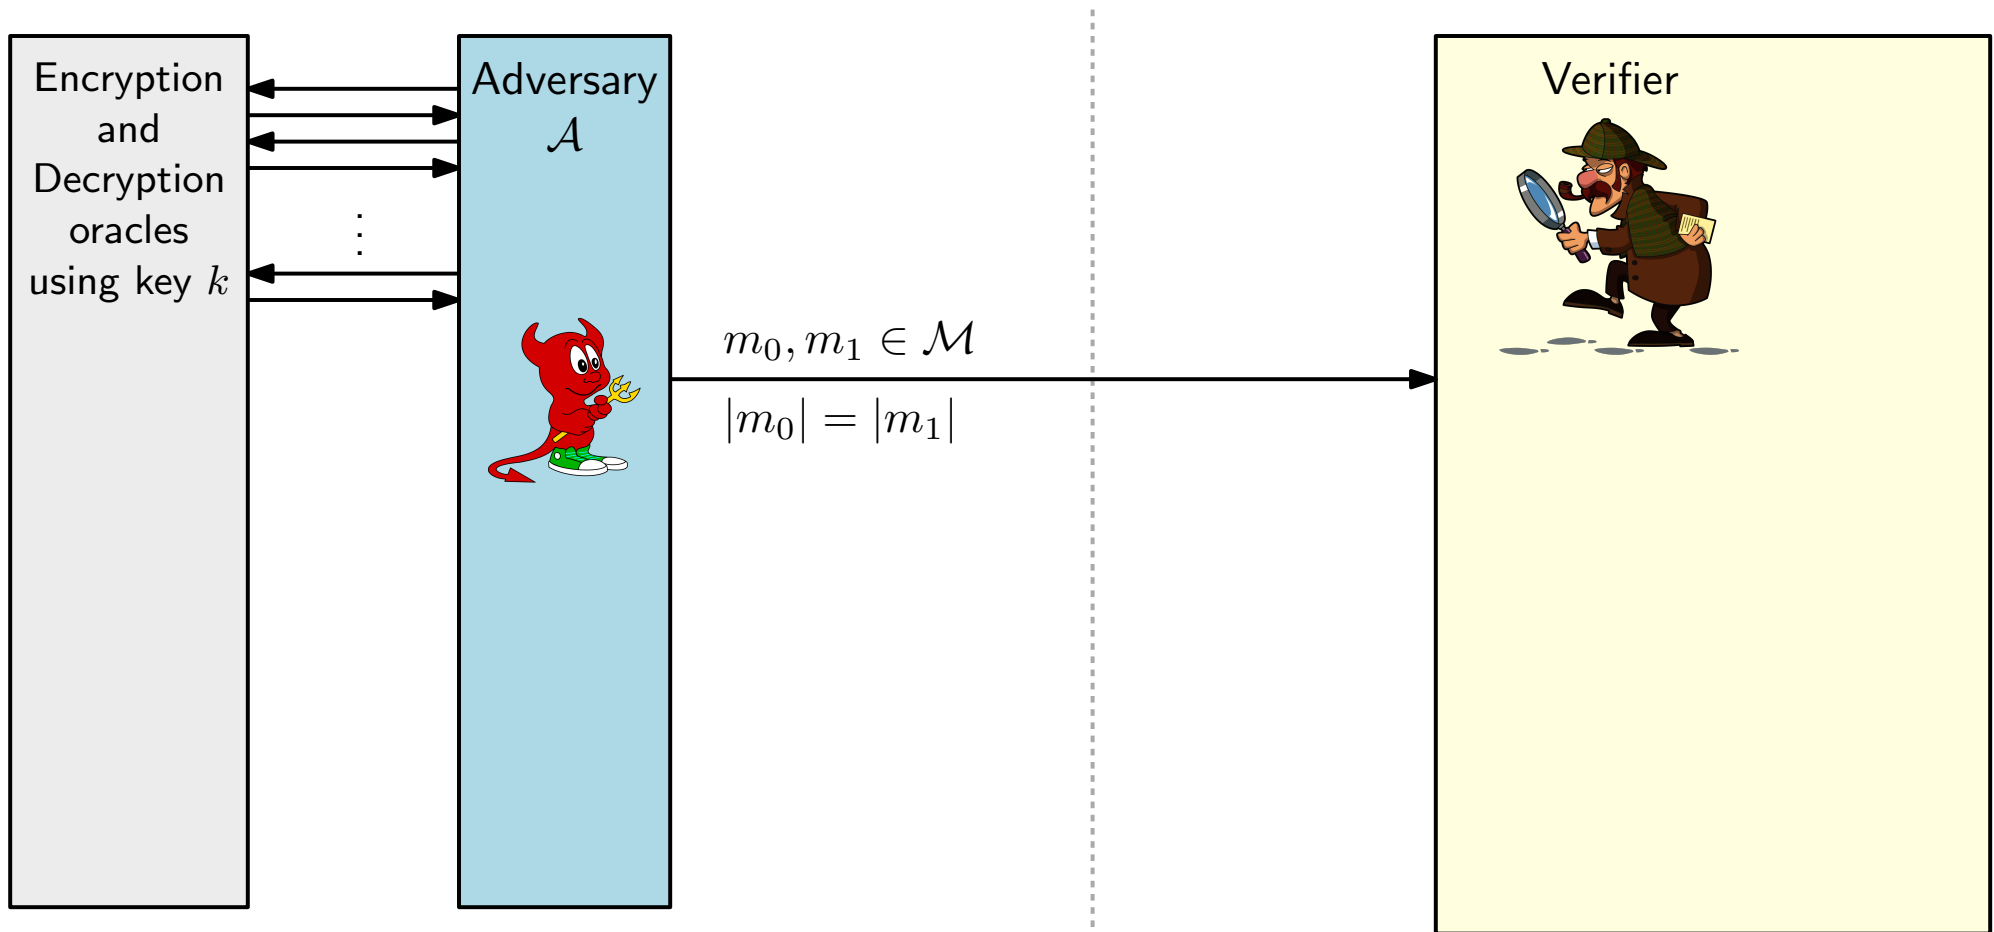 Encryption
and
Decryption
oracles
using key k
Adversary
𝒜
m₀, m₁ ∈ ℳ
|m₀| = |m₁|
Verifier